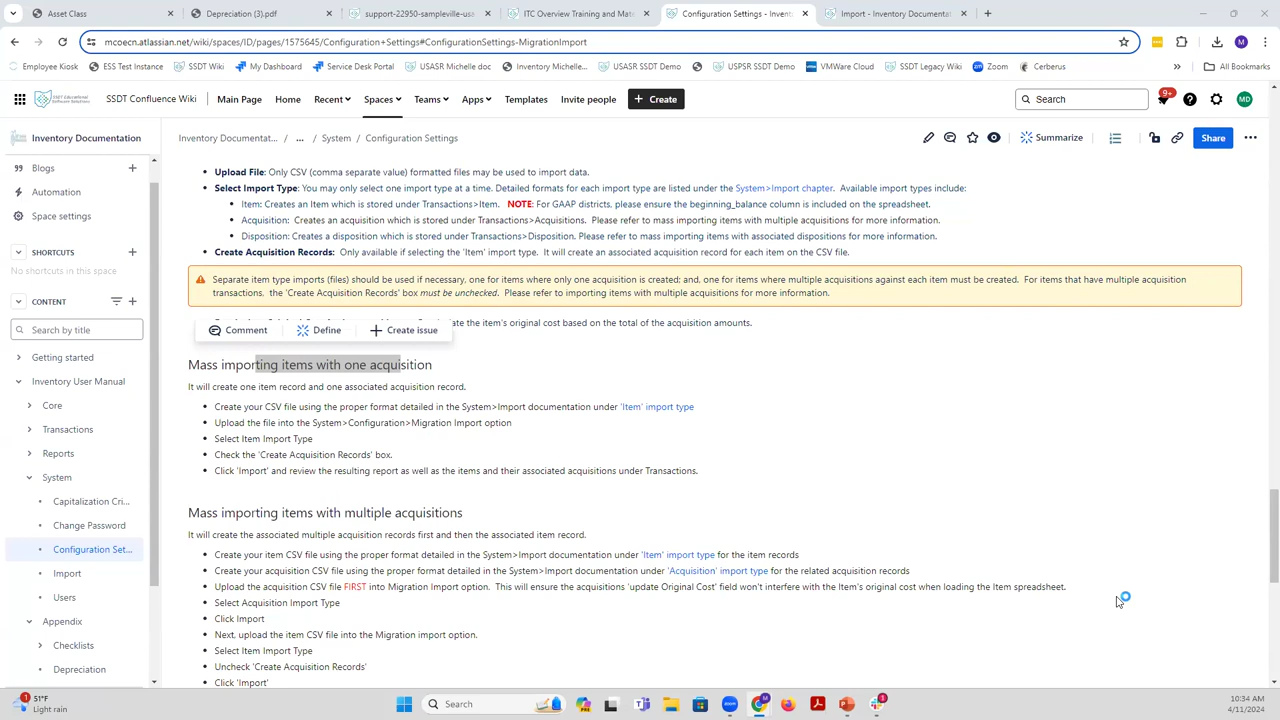 Asset Class
Depreciation (3).pdf
support-22950-sampleville-usa
ITC Overview Training and Mate
Configuration Settings - Invent
Import - Inventory Documentat
mcoecn.atlassian.net/wiki/spaces/ID/pages/1575645/Configuration+Settings#ConfigurationSettings-MigrationImport
Employee Kiosk
ESS Test Instance
SSDT Wiki
My Dashboard
Service Desk Portal
USASR Michelle doc
Inventory Michelle...
USASR SSDT Demo
USPSR SSDT Demo
VMWare Cloud
SSDT Legacy Wiki
Zoom
Cerberus
All Bookmarks
SSDT Confluence Wiki
Main Page
Home
Recent
Spaces
Teams
Apps
Templates
Invite people
+ Create
Search
9+
MD
Inventory Documentation
Inventory Documentat... / ... / System / Configuration Settings
Summarize
Share
Blogs
Automation
Space settings
SHORTCUTS
No shortcuts in this space
CONTENT
Search by title
Getting started
Inventory User Manual
Core
Transactions
Reports
System
Capitalization Cri...
Change Password
Configuration Set...
Import
Users
Appendix
Checklists
Depreciation
Upload File: Only CSV (comma separate value) formatted files may be used to import data.
Select Import Type: You may only select one import type at a time. Detailed formats for each import type are listed under the System>Import chapter. Available import types include:
Item: Creates an Item which is stored under Transactions>Item. NOTE: For GAAP districts, please ensure the beginning_balance column is included on the spreadsheet.
Acquisition: Creates an acquisition which is stored under Transactions>Acquisitions. Please refer to mass importing items with multiple acquisitions for more information.
Disposition: Creates a disposition which is stored under Transactions>Disposition. Please refer to mass importing items with associated dispositions for more information.
Create Acquisition Records: Only available if selecting the 'Item' import type. It will create an associated acquisition record for each item on the CSV file.
Separate item type imports (files) should be used if necessary, one for items where only one acquisition is created; and, one for items where multiple acquisitions against each item must be created. For items that have multiple acquisition
transactions, the 'Create Acquisition Records' box must be unchecked. Please refer to importing items with multiple acquisitions for more information.
ate the item's original cost based on the total of the acquisition amounts.
Comment
Define
Create issue
Mass importing items with one acquisition
It will create one item record and one associated acquisition record.
Create your CSV file using the proper format detailed in the System>Import documentation under 'Item' import type
Upload the file into the System>Configuration>Migration Import option
Select Item Import Type
Check the 'Create Acquisition Records' box.
Click 'Import' and review the resulting report as well as the items and their associated acquisitions under Transactions.
Mass importing items with multiple acquisitions
It will create the associated multiple acquisition records first and then the associated item record.
Create your item CSV file using the proper format detailed in the System>Import documentation under 'Item' import type for the item records
Create your acquisition CSV file using the proper format detailed in the System>Import documentation under 'Acquisition' import type for the related acquisition records
Upload the acquisition CSV file FIRST into Migration Import option. This will ensure the acquisitions 'update Original Cost' field won't interfere with the Item's original cost when loading the Item spreadsheet.
Select Acquisition Import Type
Click Import
Next, upload the item CSV file into the Migration import option.
Select Item Import Type
Uncheck 'Create Acquisition Records'
Click 'Import'
1
51°F
Light rain
Search
10:34 AM
4/11/2024